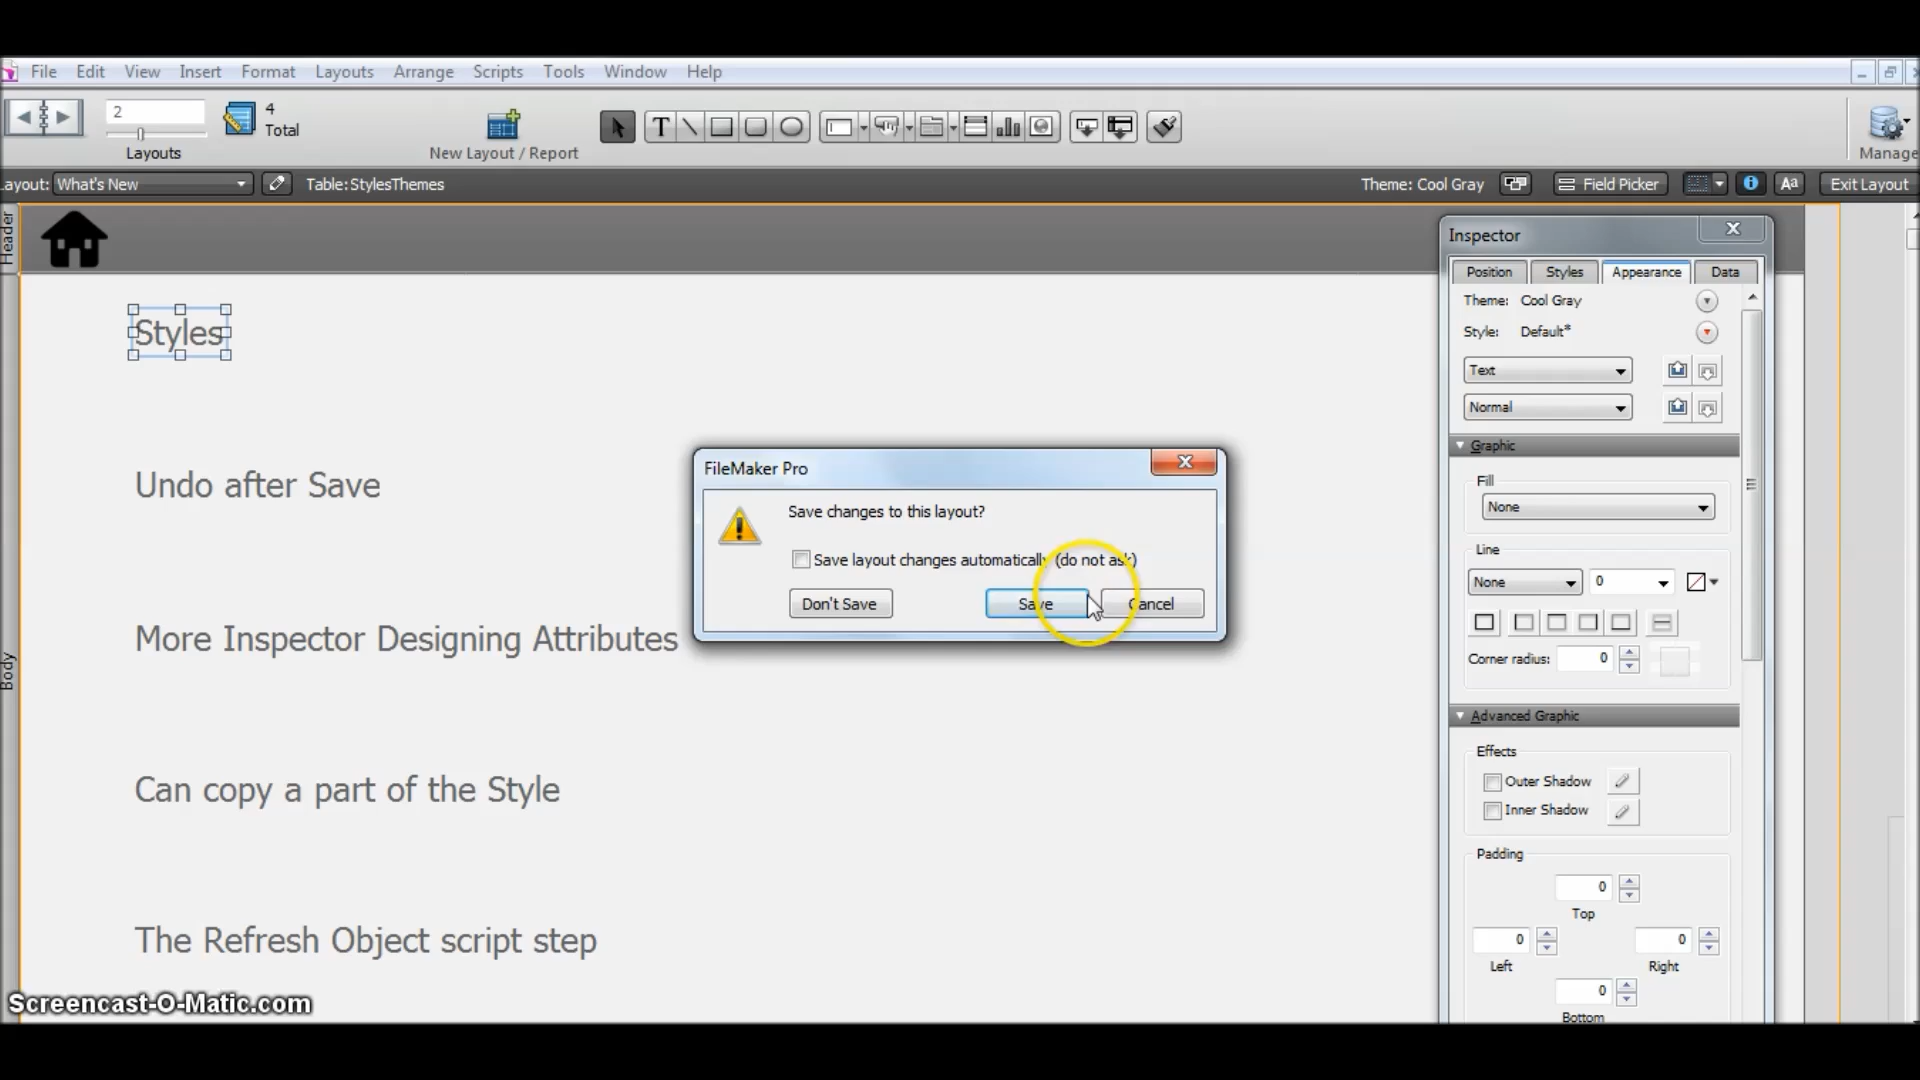 File Edit View Insert Format Layouts Arrange Scripts Tools Window Help
2
4
Total
Layouts
New Layout / Report
Manage
Layout: What's New
Table: StylesThemes
Theme: Cool Gray
Field Picker
Aa
Exit Layout
Header
Inspector
Position Styles Appearance Data
Theme: Cool Gray
Style: Default*
Text
Normal
Graphic
Fill
None
Line
None 0
Corner radius: 0
Advanced Graphic
Effects
Outer Shadow
Inner Shadow
Padding
0
Top
0 0
Left Right
0
Bottom
Styles
Undo after Save
More Inspector Designing Attributes
Can copy a part of the Style
The Refresh Object script step
Body
FileMaker Pro
Save changes to this layout?
Save layout changes automatically (do not ask)
Don't Save Save Cancel
Screencast-O-Matic.com